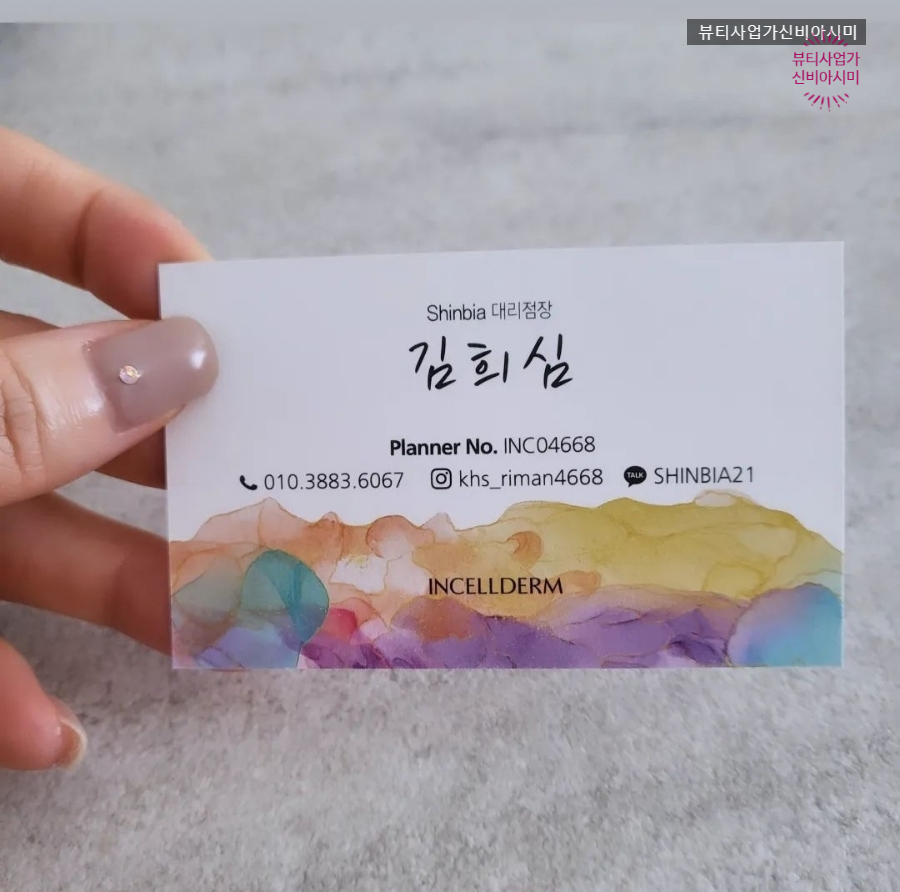 뷰티사업가신비아시미
뷰티사업가
신비아시미
Shinbia 대리점장
김희심
Planner No. INC04668
010.3883.6067 khs_riman4668 TALK SHINBIA21
INCELLDERM